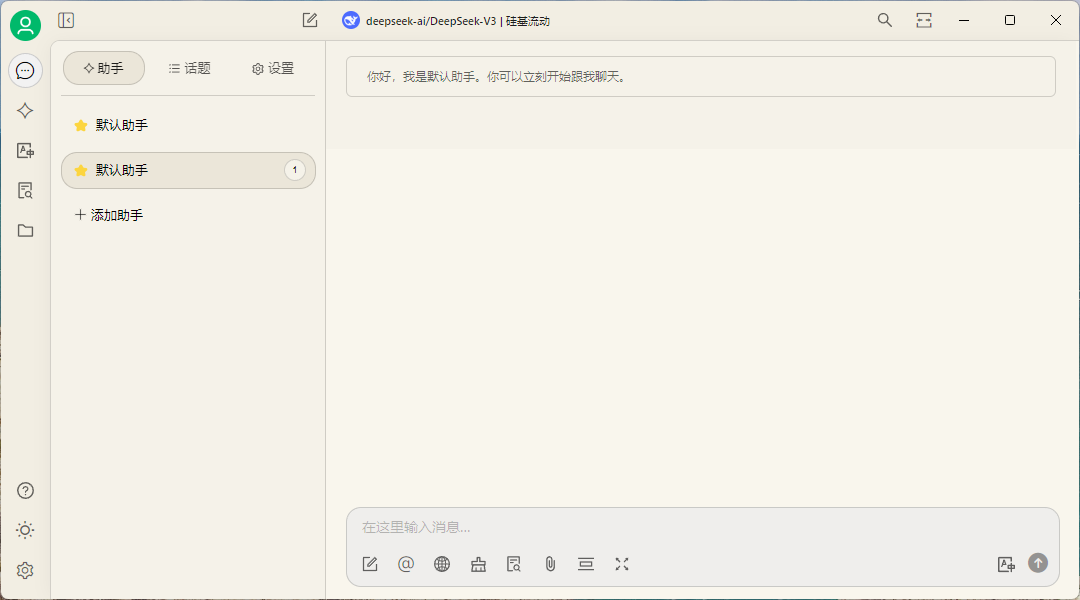 deepseek-ai/DeepSeek-V3 | 硅基流动
助手
话题
设置
默认助手
默认助手
1
添加助手
你好，我是默认助手。你可以立刻开始跟我聊天。
在这里输入消息...